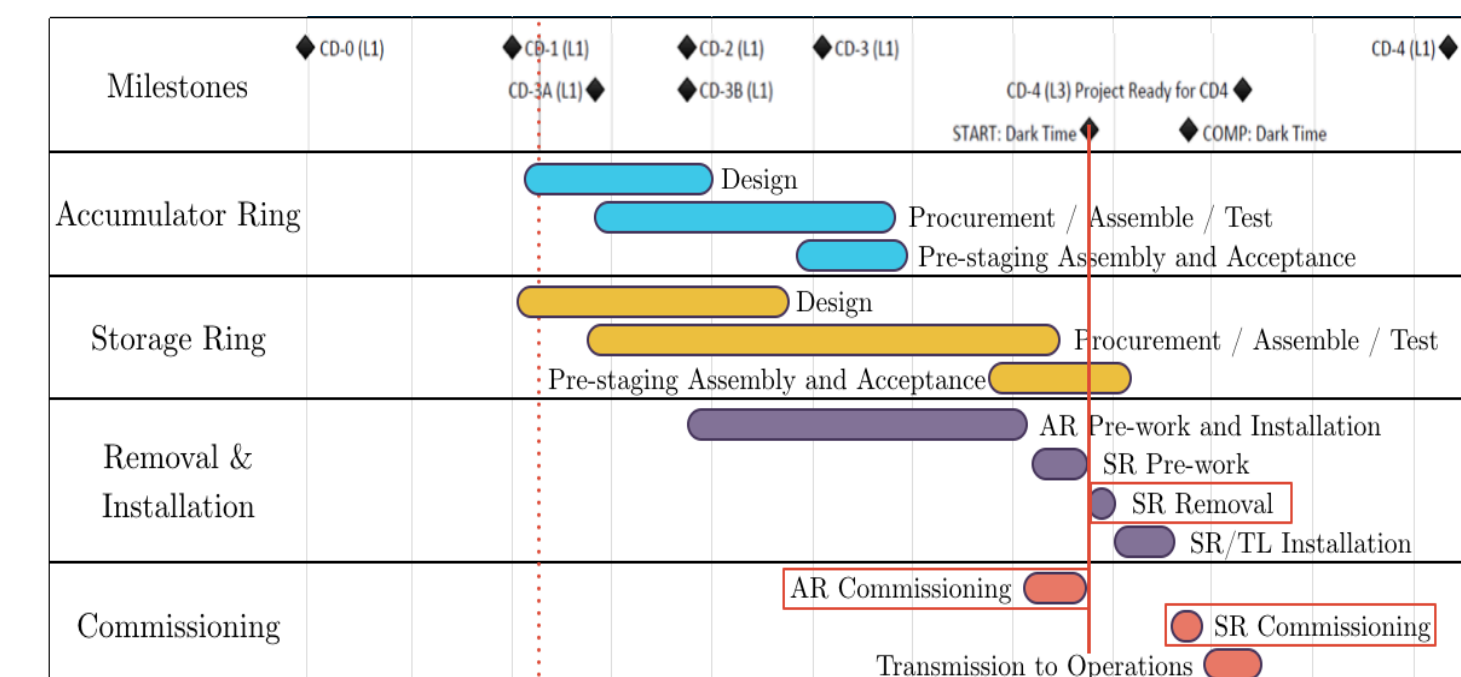 Milestones
CD-0 (L1)
CD-1 (L1)
CD-2 (L1)
CD-3 (L1)
CD-4 (L1)
CD-3A (L1)
CD-3B (L1)
CD-4 (L3) Project Ready for CD4
START: Dark Time
COMP: Dark Time
Accumulator Ring
Design
Procurement / Assemble / Test
Pre-staging Assembly and Acceptance
Storage Ring
Design
Procurement / Assemble / Test
Pre-staging Assembly and Acceptance
Removal &
Installation
AR Pre-work and Installation
SR Pre-work
SR Removal
SR/TL Installation
Commissioning
AR Commissioning
SR Commissioning
Transmission to Operations